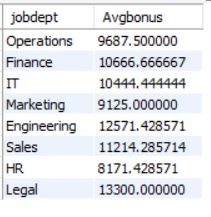 jobdept Avgbonus
Operations 9687.500000
Finance 10666.666667
IT 10444.444444
Marketing 9125.000000
Engineering 12571.428571
Sales 11214.285714
HR 8171.428571
Legal 13300.000000